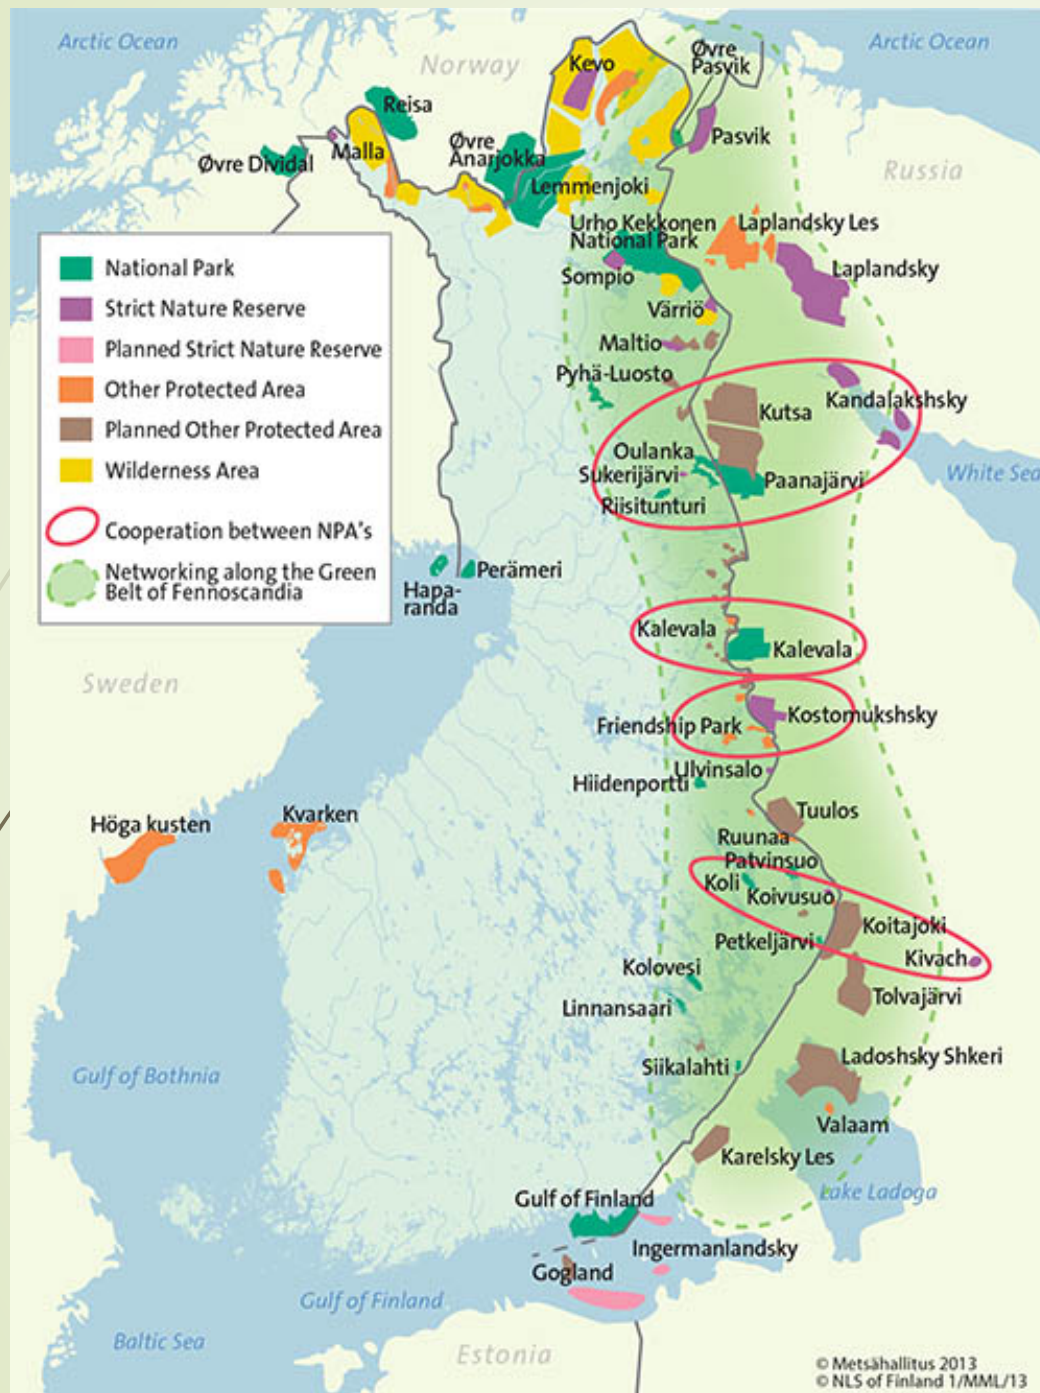 Arctic Ocean
Arctic Ocean
Norway
Kevo
Øvre
Pasvik
Reisa
Øvre
Anarjokka
Pasvik
Malla
Øvre Dividal
Russia
Lemmenjoki
Urho Kekkonen
National Park
Laplandsky Les
Sompio
Laplandsky
Värriö
National Park
Strict Nature Reserve
Planned Strict Nature Reserve
Other Protected Area
Planned Other Protected Area
Wilderness Area
Cooperation between NPA's
Networking along the Green
Belt of Fennoscandia
Maltio
Pyhä-Luosto
Kutsa
Kandalakshsky
Oulanka
Sukerijärvi
Paanajärvi
White Sea
Riisitunturi
Perämeri
Hapa-
randa
Kalevala
Kalevala
Sweden
Kostomukshsky
Friendship Park
Ulvinsalo
Hiidenportti
Tuulos
Höga kusten
Kvarken
Ruunaa
Patvinsuo
Koli
Koivusuo
Koitajoki
Petkeljärvi
Kivach
Kolovesi
Tolvajärvi
Linnansaari
Ladoshsky Shkeri
Siikalahti
Gulf of Bothnia
Valaam
Karelsky Les
Lake Ladoga
Gulf of Finland
Ingermanlandsky
Gogland
Gulf of Finland
Baltic Sea
Estonia
© Metsähallitus 2013
© NLS of Finland 1/MML/13